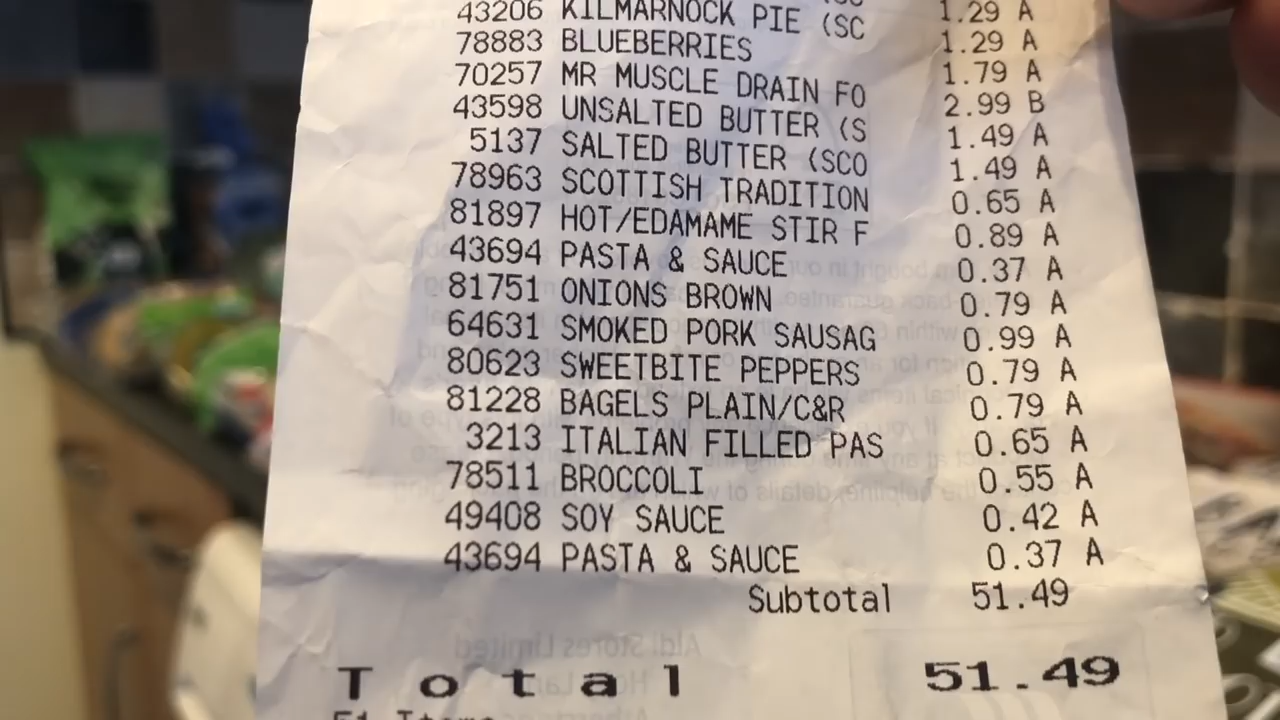 1.29 A
43206 KILMARNOCK PIE (SC 1.29 A
78883 BLUEBERRIES 1.79 A
70257 MR MUSCLE DRAIN FO 2.99 B
43598 UNSALTED BUTTER (S 1.49 A
5137 SALTED BUTTER (SCO 1.49 A
78963 SCOTTISH TRADITION 0.65 A
81897 HOT/EDAMAME STIR F 0.89 A
43694 PASTA & SAUCE 0.37 A
81751 ONIONS BROWN 0.79 A
64631 SMOKED PORK SAUSAG 0.99 A
80623 SWEETBITE PEPPERS 0.79 A
81228 BAGELS PLAIN/C&R 0.79 A
3213 ITALIAN FILLED PAS 0.65 A
78511 BROCCOLI 0.55 A
49408 SOY SAUCE 0.42 A
43694 PASTA & SAUCE 0.37 A
Subtotal 51.49
Total 51.49